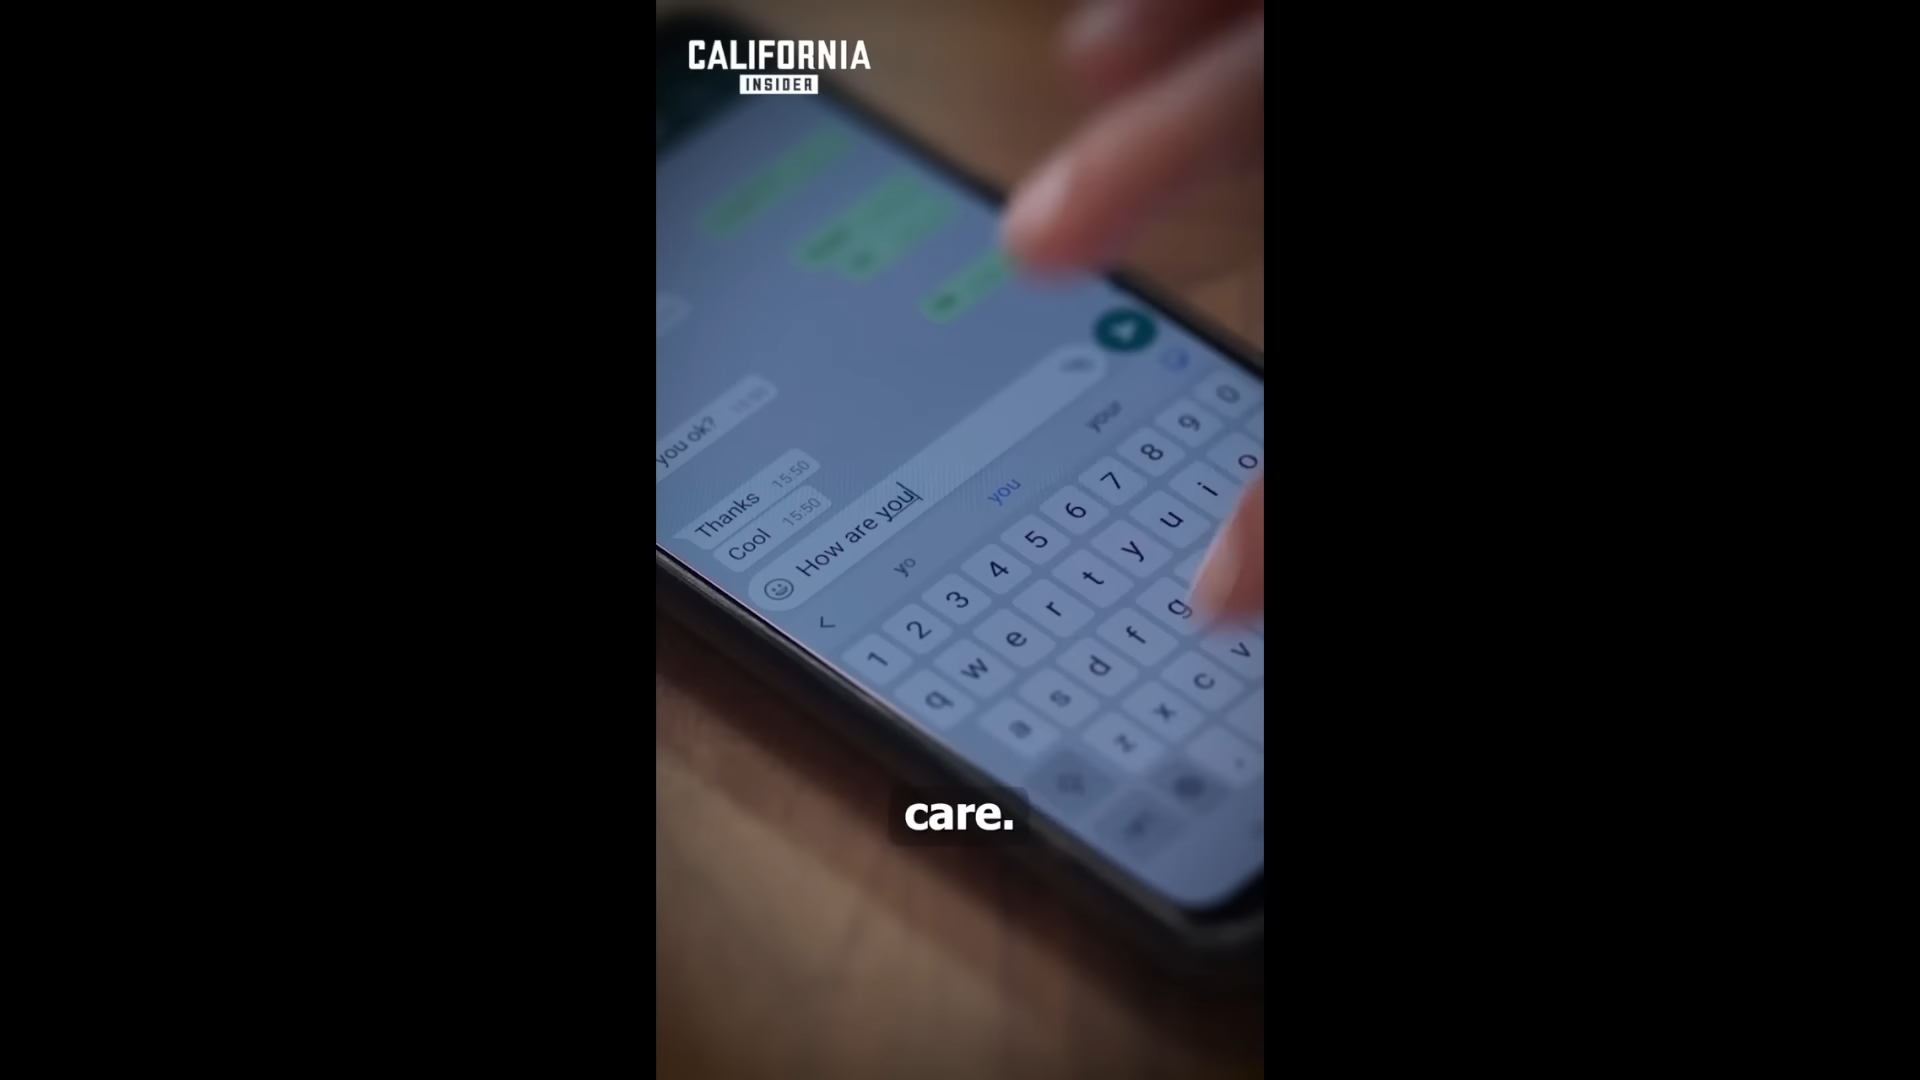 CALIFORNIA
INSIDER
you ok?
Thanks 15:50
Cool 15:50
How are you
yo you your
1 2 3 4 5 6 7 8 9 0
q w e r t y u i o
a s d f g
z x c v
care.